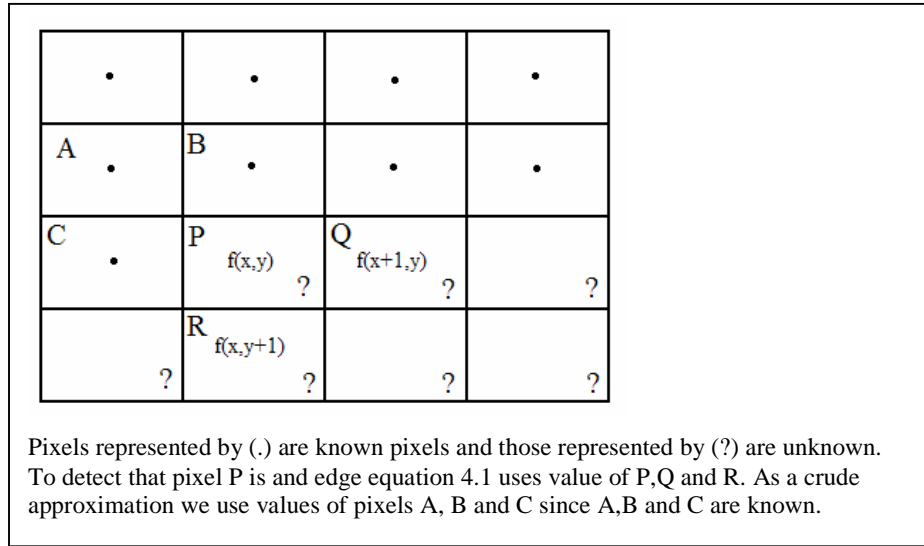 A B
C P Q
f(x,y) f(x+1,y)
? ? ?
R
f(x,y+1)
? ? ? ?
Pixels represented by (.) are known pixels and those represented by (?) are unknown.
To detect that pixel P is and edge equation 4.1 uses value of P,Q and R. As a crude
approximation we use values of pixels A, B and C since A,B and C are known.